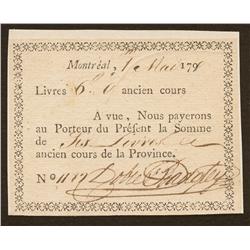 Montréal, 1 Mai 179
Livres 6. 0 ancien cours
A vue, Nous payerons
au Porteur du Présent la Somme
de Six Livres
ancien cours de la Province.
No